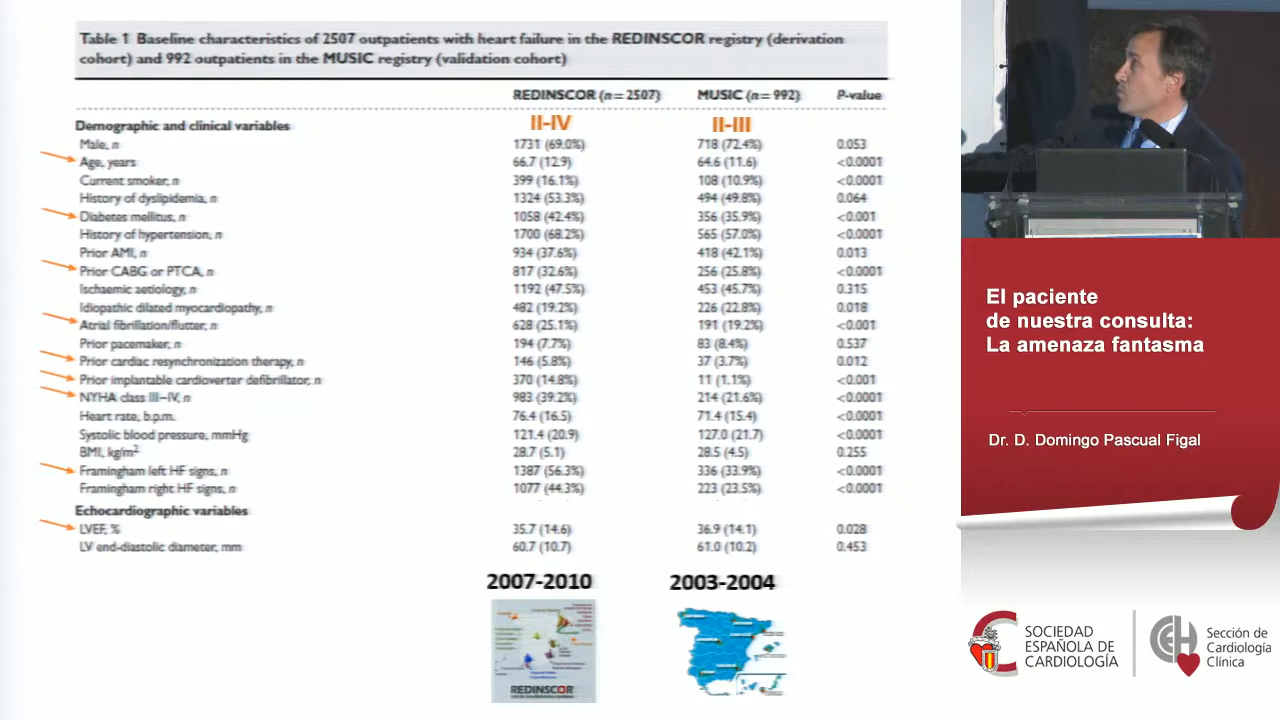 Table 1 Baseline characteristics of 2507 outpatients with heart failure in the REDINSCOR registry (derivation
cohort) and 992 outpatients in the MUSIC registry (validation cohort)
REDINSCOR (n = 2507) MUSIC (n = 992) P-value
Demographic and clinical variables II-IV II-III
Male, n 1731 (69.0%) 718 (72.4%) 0.053
Age, years 66.7 (12.9) 64.6 (11.6) <0.0001
Current smoker, n 399 (16.1%) 108 (10.9%) <0.0001
History of dyslipidemia, n 1324 (53.3%) 494 (49.8%) 0.064
Diabetes mellitus, n 1058 (42.4%) 356 (35.9%) <0.001
History of hypertension, n 1700 (68.2%) 565 (57.0%) <0.0001
Prior AMI, n 934 (37.6%) 418 (42.1%) 0.013
Prior CABG or PTCA, n 817 (32.6%) 256 (25.8%) <0.0001
Ischaemic aetiology, n 1192 (47.5%) 453 (45.7%) 0.315
Idiopathic dilated myocardiopathy, n 482 (19.2%) 226 (22.8%) 0.018
Atrial fibrillation/flutter, n 628 (25.1%) 191 (19.2%) <0.001
Prior pacemaker, n 194 (7.7%) 83 (8.4%) 0.537
Prior cardiac resynchronization therapy, n 146 (5.8%) 37 (3.7%) 0.012
Prior implantable cardioverter defibrillator, n 370 (14.8%) 11 (1.1%) <0.001
NYHA class III–IV, n 983 (39.2%) 214 (21.6%) <0.0001
Heart rate, b.p.m. 76.4 (16.5) 71.4 (15.4) <0.0001
Systolic blood pressure, mmHg 121.4 (20.9) 127.0 (21.7) <0.0001
BMI, kg/m² 28.7 (5.1) 28.5 (4.5) 0.255
Framingham left HF signs, n 1387 (56.3%) 336 (33.9%) <0.0001
Framingham right HF signs, n 1077 (44.3%) 223 (23.5%) <0.0001
Echocardiographic variables
LVEF, % 35.7 (14.6) 36.9 (14.1) 0.028
LV end-diastolic diameter, mm 60.7 (10.7) 61.0 (10.2) 0.453
2007-2010 2003-2004
REDINSCOR
El paciente
de nuestra consulta:
La amenaza fantasma
Dr. D. Domingo Pascual Figal
SOCIEDAD
ESPAÑOLA DE
CARDIOLOGÍA
Sección de
Cardiología
Clínica